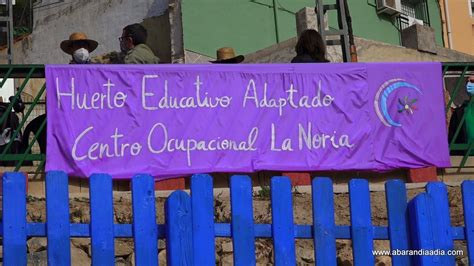 Huerto Educativo Adaptado
Centro Ocupacional La Noria
www.abarandiaadia.com